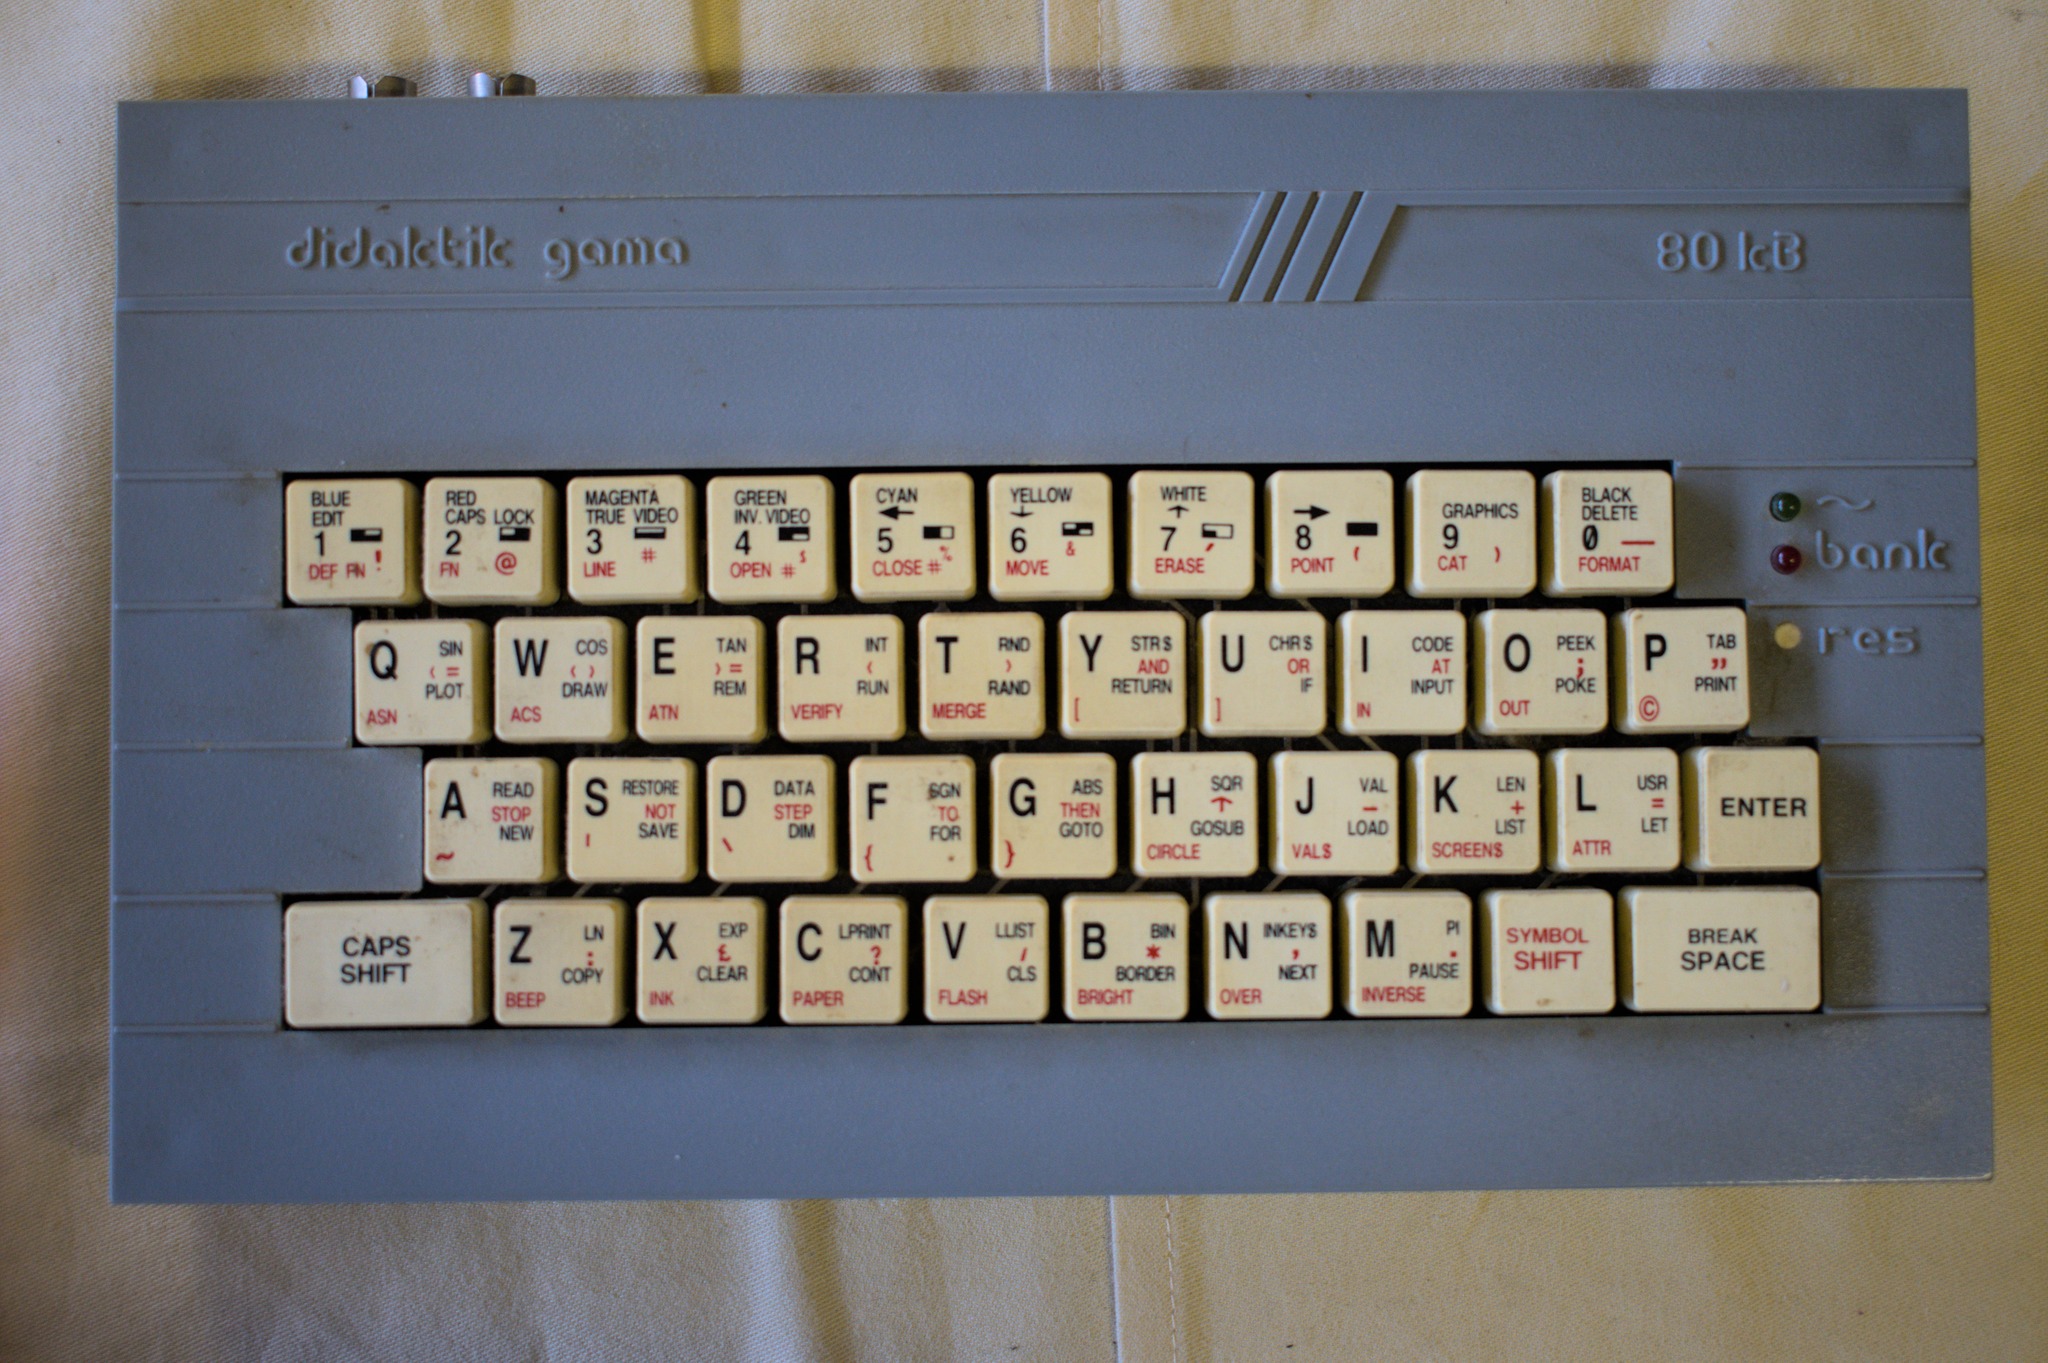 didaktik gama 80 kB
BLUE EDIT 1 ! DEF FN
RED CAPS LOCK 2 @ FN
MAGENTA TRUE VIDEO 3 # LINE
GREEN INV. VIDEO 4 $ OPEN #
CYAN ← 5 % CLOSE #
YELLOW ↓ 6 & MOVE
WHITE ↑ 7 ' ERASE
→ 8 ( POINT
GRAPHICS 9 ) CAT
BLACK DELETE 0 _ FORMAT
~
bank
res
Q SIN <= PLOT ASN
W COS <> DRAW ACS
E TAN >= REM ATN
R INT < RUN VERIFY
T RND > RAND MERGE
Y STR$ AND RETURN [
U CHR$ OR IF ]
I CODE AT INPUT IN
O PEEK ; POKE OUT
P TAB " PRINT ©
A READ STOP NEW ~
S RESTORE NOT SAVE |
D DATA STEP DIM \
F SGN TO FOR {
G ABS THEN GOTO }
H SQR ↑ GOSUB CIRCLE
J VAL – LOAD VAL$
K LEN + LIST SCREEN$
L USR = LET ATTR
ENTER
CAPS SHIFT
Z LN : COPY BEEP
X EXP £ CLEAR INK
C LPRINT ? CONT PAPER
V LLIST / CLS FLASH
B BIN * BORDER BRIGHT
N INKEY$ , NEXT OVER
M PI . PAUSE INVERSE
SYMBOL SHIFT
BREAK SPACE